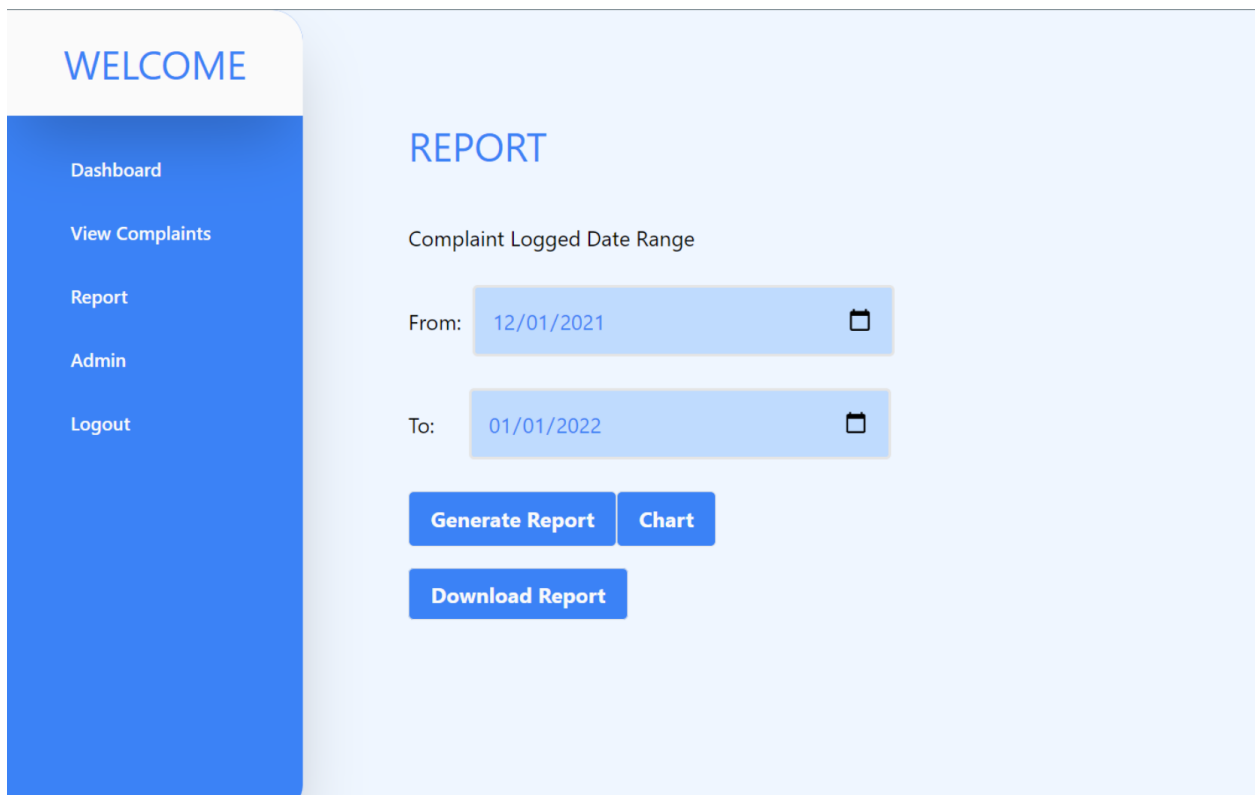 WELCOME
Dashboard
View Complaints
Report
Admin
Logout
REPORT
Complaint Logged Date Range
From: 12/01/2021
To: 01/01/2022
Generate Report Chart
Download Report